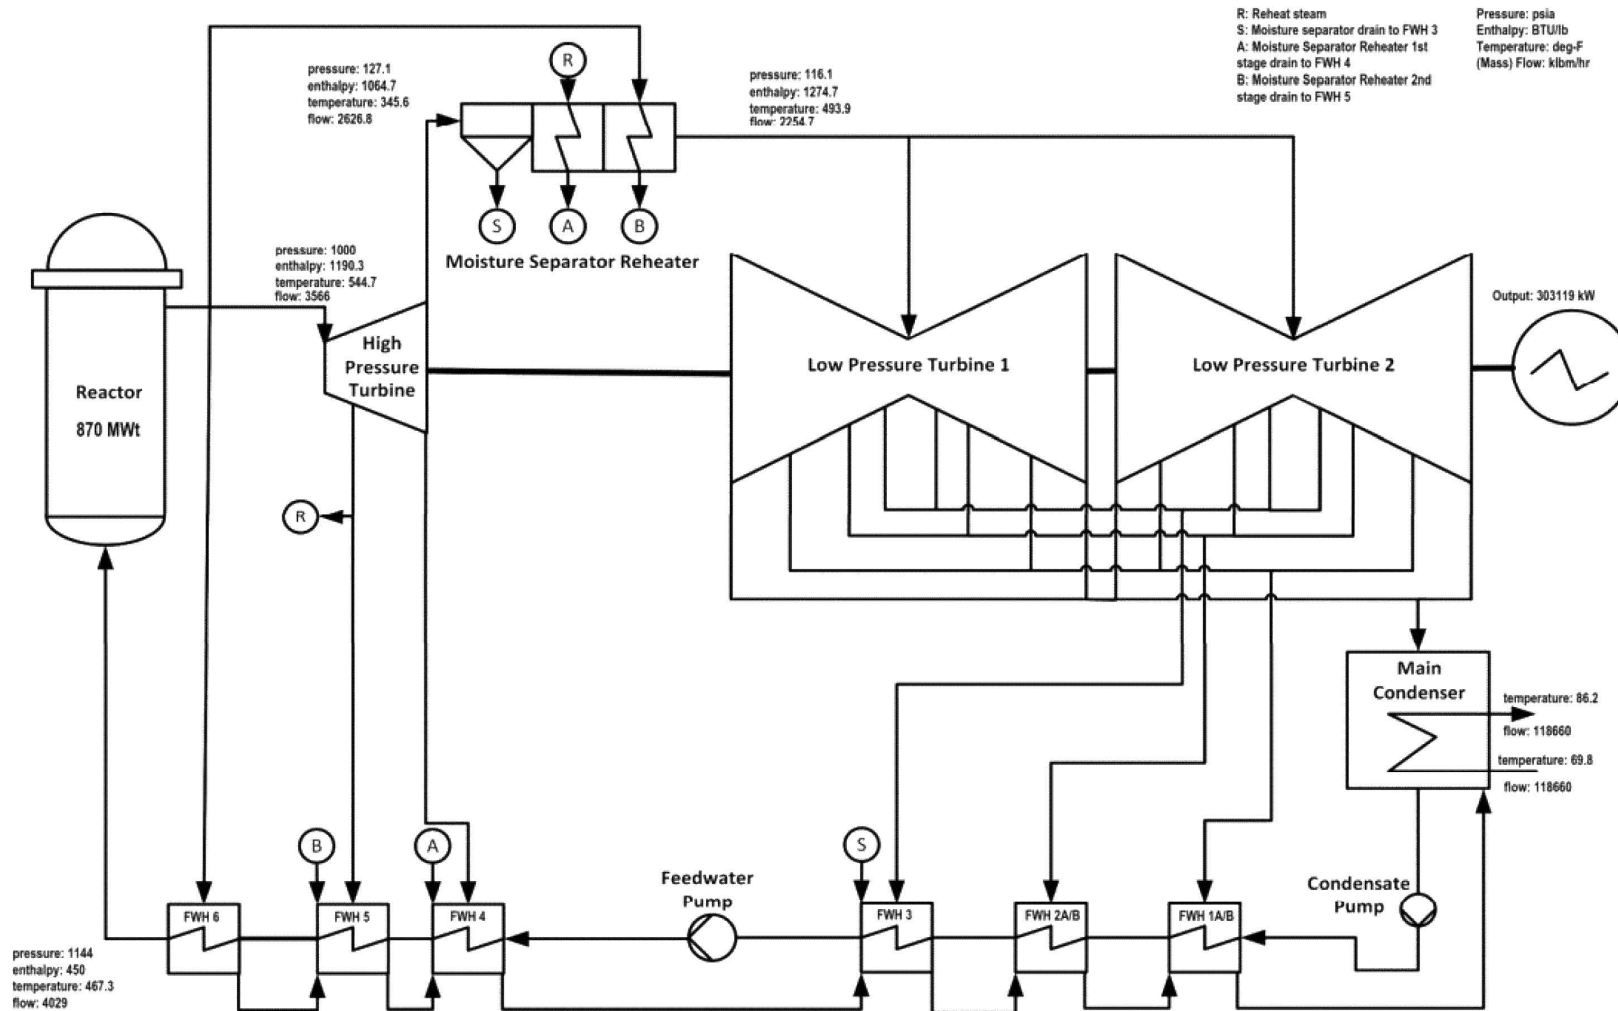 R: Reheat steam
S: Moisture separator drain to FWH 3
A: Moisture Separator Reheater 1st
stage drain to FWH 4
B: Moisture Separator Reheater 2nd
stage drain to FWH 5
Pressure: psia
Enthalpy: BTU/lb
Temperature: deg-F
(Mass) Flow: klbm/hr
pressure: 127.1
enthalpy: 1064.7
temperature: 345.6
flow: 2626.8
R
pressure: 116.1
enthalpy: 1274.7
temperature: 493.9
flow: 2254.7
S
A
B
Moisture Separator Reheater
pressure: 1000
enthalpy: 1190.3
temperature: 544.7
flow: 3566
Output: 303119 kW
High
Pressure
Turbine
Low Pressure Turbine 1
Low Pressure Turbine 2
Reactor
870 MWt
R
Main
Condenser
temperature: 86.2
flow: 118660
temperature: 69.8
flow: 118660
B
A
S
Feedwater
Pump
Condensate
Pump
FWH 6
FWH 5
FWH 4
FWH 3
FWH 2A/B
FWH 1A/B
pressure: 1144
enthalpy: 450
temperature: 467.3
flow: 4029